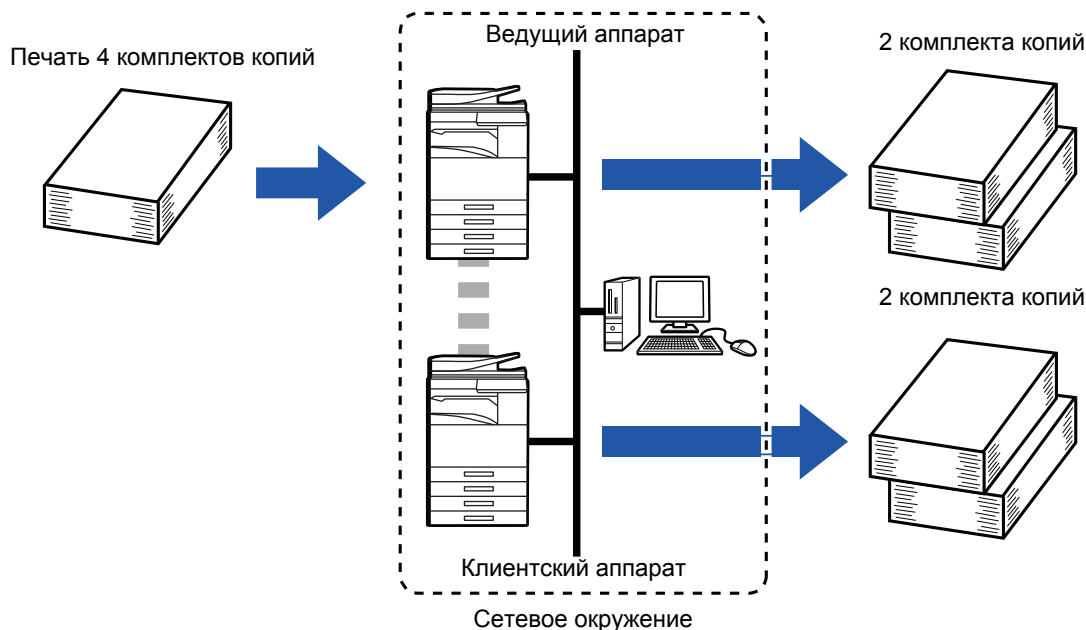 Печать 4 комплектов копий
Ведущий аппарат
2 комплекта копий
2 комплекта копий
Клиентский аппарат
Сетевое окружение